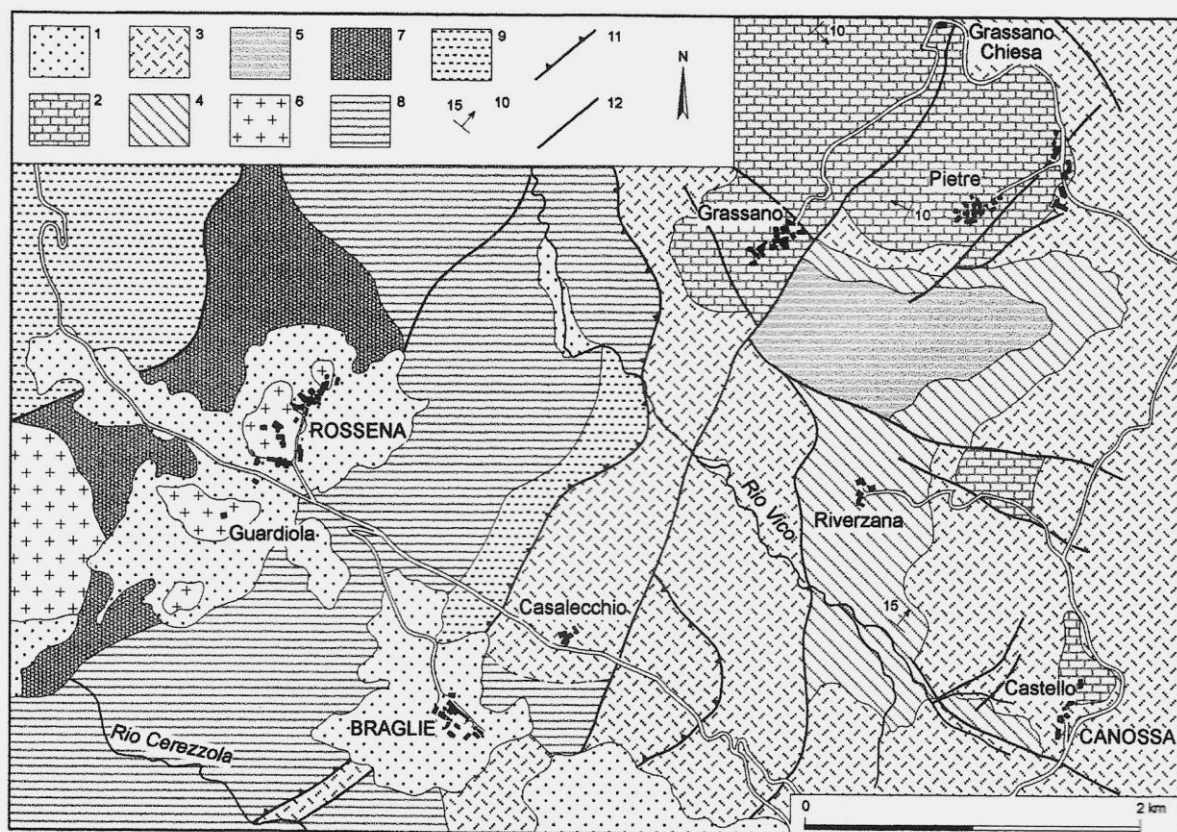 1 3 5 7 9 11
2 4 6 8 15 10 12
N
10
Grassano
Chiesa
Pietre
Grassano
10
ROSSENA
Guardiola
Rio Vico
Riverzana
15
Casalecchio
Castello
BRAGLIE
CANOSSA
Rio Cerezzola
0 2 km